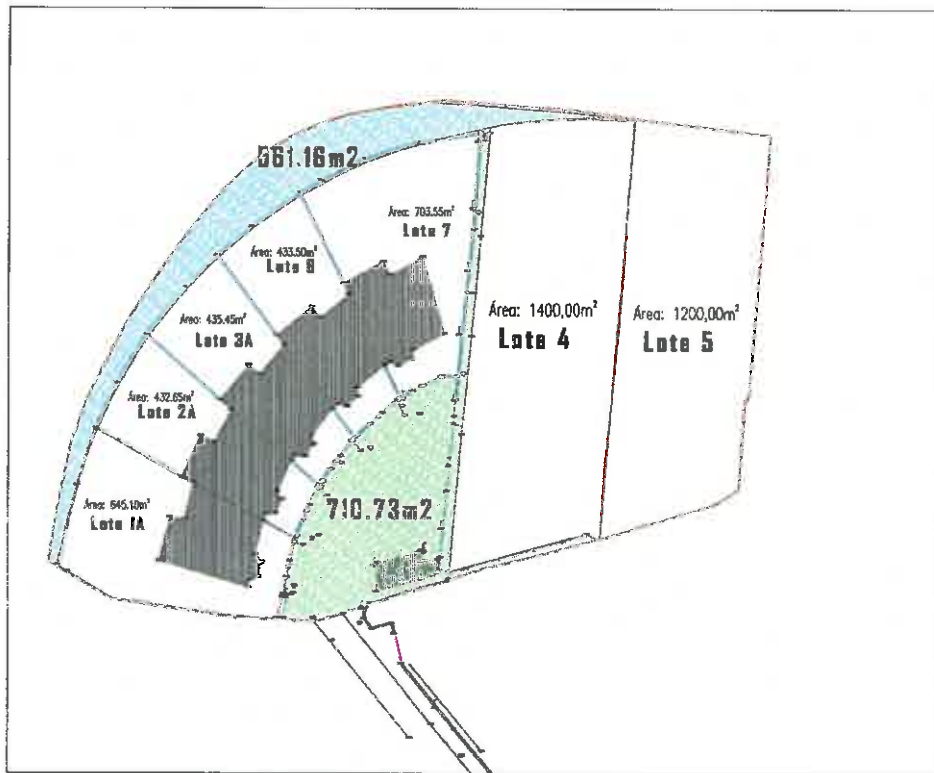 561.16m2
Área: 703.55m²
Lote 7
Área: 433.50m²
Lote 6
Área: 435.45m²
Lote 3A
Área: 432.65m²
Lote 2A
Área: 645.10m²
Lote 1A
Área: 1400,00m²
Lote 4
Área: 1200,00m²
Lote 5
710.73m2